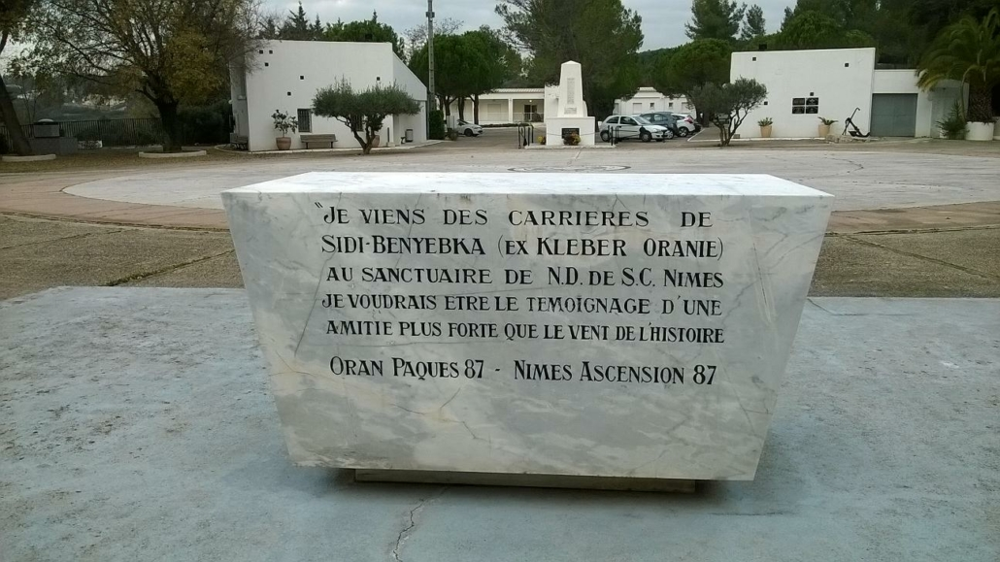 "JE VIENS DES CARRIERES DE
SIDI-BENYEBKA (EX KLEBER ORANIE)
AU SANCTUAIRE DE N.D. DE S.C. NIMES
JE VOUDRAIS ETRE LE TEMOIGNAGE D'UNE
AMITIE PLUS FORTE QUE LE VENT DE L'HISTOIRE
ORAN PAQUES 87 - NIMES ASCENSION 87